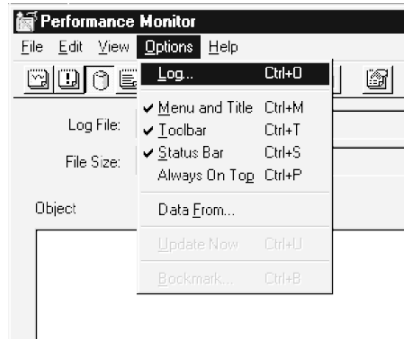 Performance Monitor
File Edit View Options Help
Log... Ctrl+O
Log File:
Menu and Title Ctrl+M
Toolbar Ctrl+T
File Size:
Status Bar Ctrl+S
Always On Top Ctrl+P
Object
Data From...
Update Now Ctrl+U
Bookmark... Ctrl+B